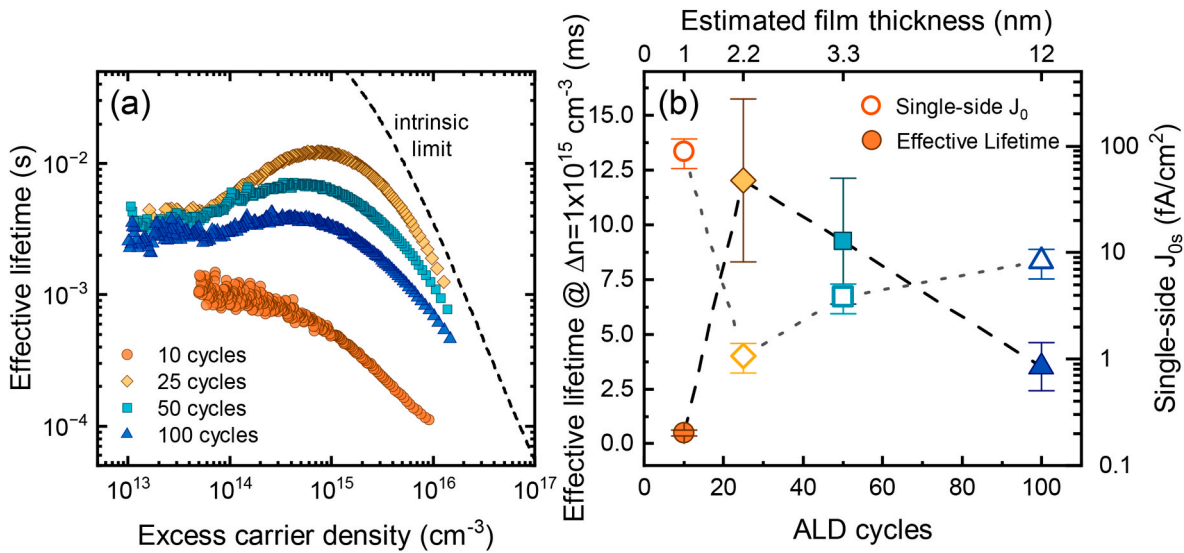 (a)
intrinsic
limit
10 cycles
25 cycles
50 cycles
100 cycles
Effective lifetime (s)
10⁻²
10⁻³
10⁻⁴
10¹³ 10¹⁴ 10¹⁵ 10¹⁶ 10¹⁷
Excess carrier density (cm⁻³)
Estimated film thickness (nm)
0 1 2.2 3.3 12
(b)
Single-side J₀
Effective Lifetime
Effective lifetime @ Δn=1x10¹⁵ cm⁻³ (ms)
15.0
12.5
10.0
7.5
5.0
2.5
0.0
0 20 40 60 80 100
ALD cycles
100
10
1
0.1
Single-side J₀ₛ (fA/cm²)